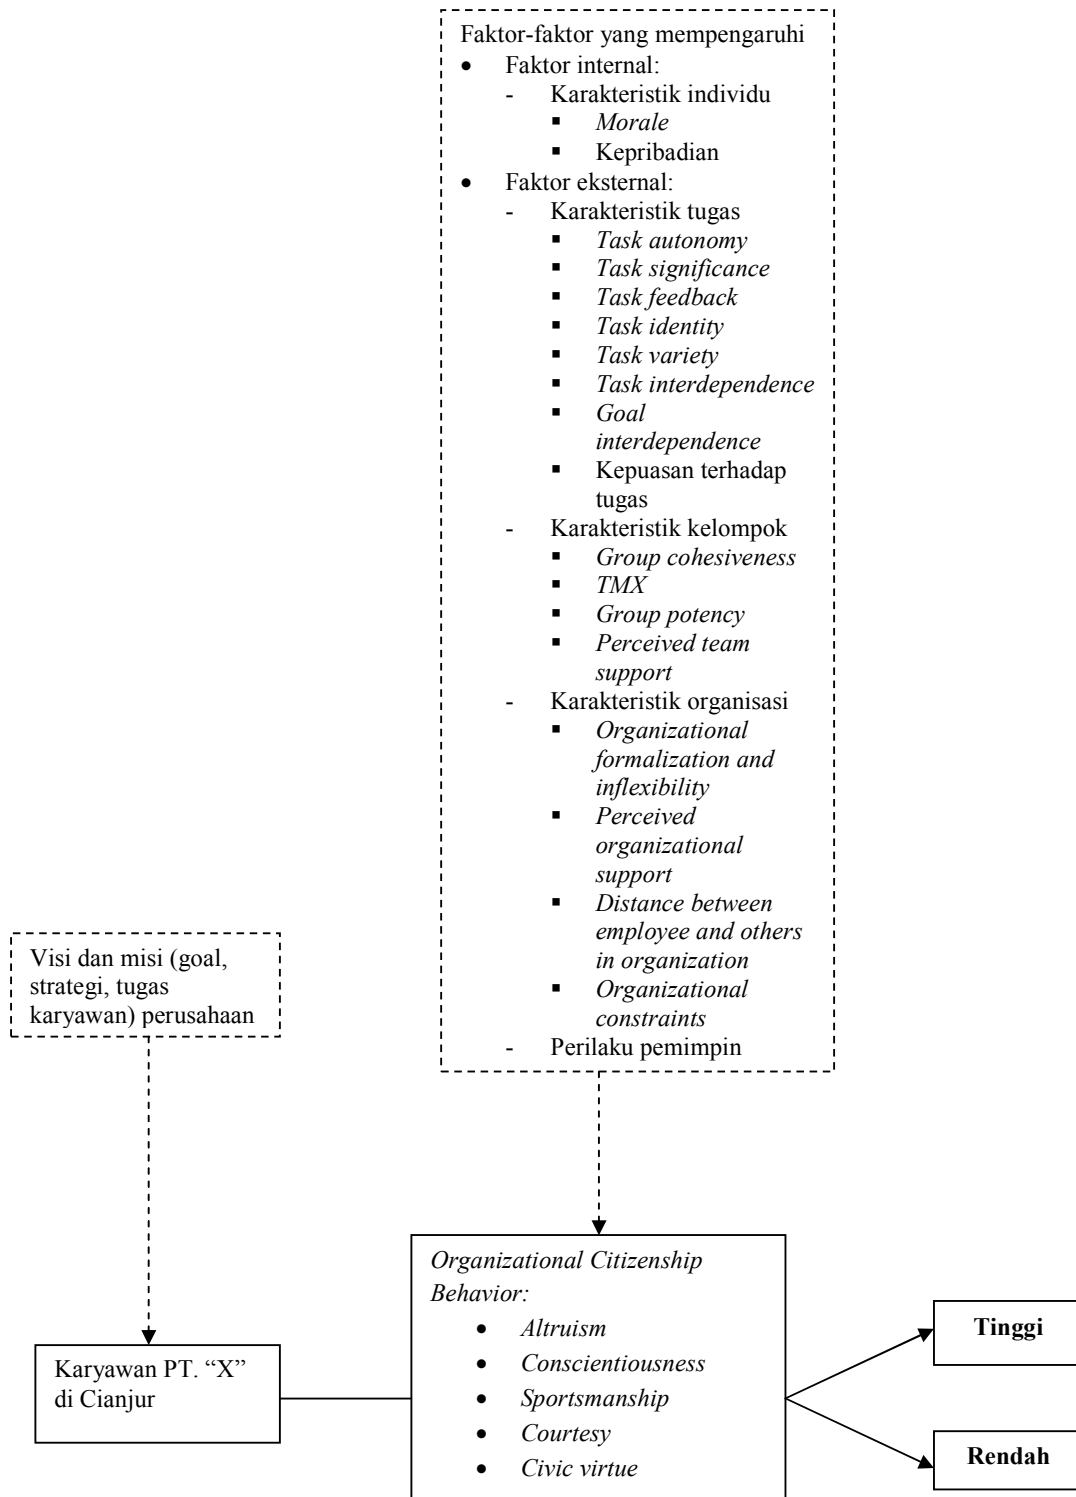 Faktor-faktor yang mempengaruhi
• Faktor internal:
- Karakteristik individu
▪ Morale
▪ Kepribadian
• Faktor eksternal:
- Karakteristik tugas
▪ Task autonomy
▪ Task significance
▪ Task feedback
▪ Task identity
▪ Task variety
▪ Task interdependence
▪ Goal
interdependence
▪ Kepuasan terhadap
tugas
- Karakteristik kelompok
▪ Group cohesiveness
▪ TMX
▪ Group potency
▪ Perceived team
support
- Karakteristik organisasi
▪ Organizational
formalization and
inflexibility
▪ Perceived
organizational
support
▪ Distance between
employee and others
in organization
▪ Organizational
constraints
- Perilaku pemimpin
Visi dan misi (goal,
strategi, tugas
karyawan) perusahaan
Karyawan PT. “X”
di Cianjur
Organizational Citizenship
Behavior:
• Altruism
• Conscientiousness
• Sportsmanship
• Courtesy
• Civic virtue
Tinggi
Rendah